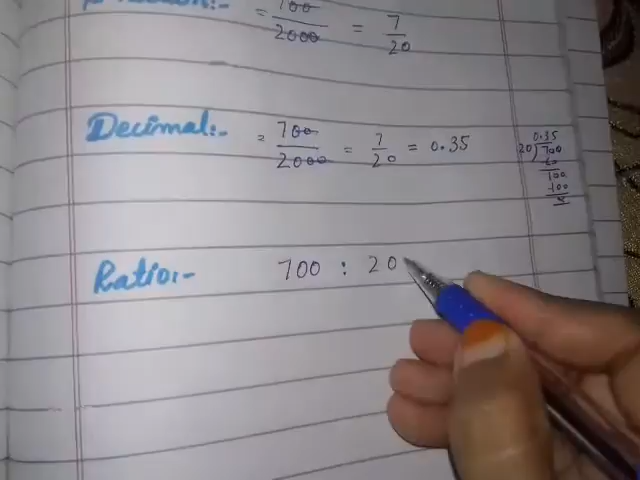 = 700/2000 = 7/20
Decimal:- = 700/2000 = 7/20 = 0.35
0.35
20)700
60
100
100
Ratio:- 700 : 20